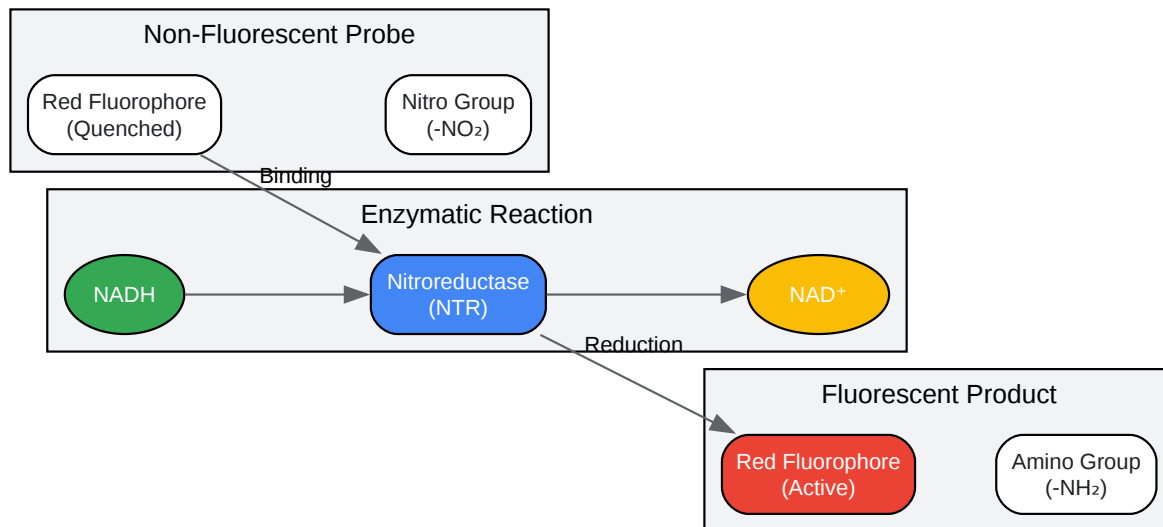 Non-Fluorescent Probe
Red Fluorophore
(Quenched)
Nitro Group
(-NO₂)
Binding
Enzymatic Reaction
NADH
Nitroreductase
(NTR)
NAD⁺
Reduction
Fluorescent Product
Red Fluorophore
(Active)
Amino Group
(-NH₂)